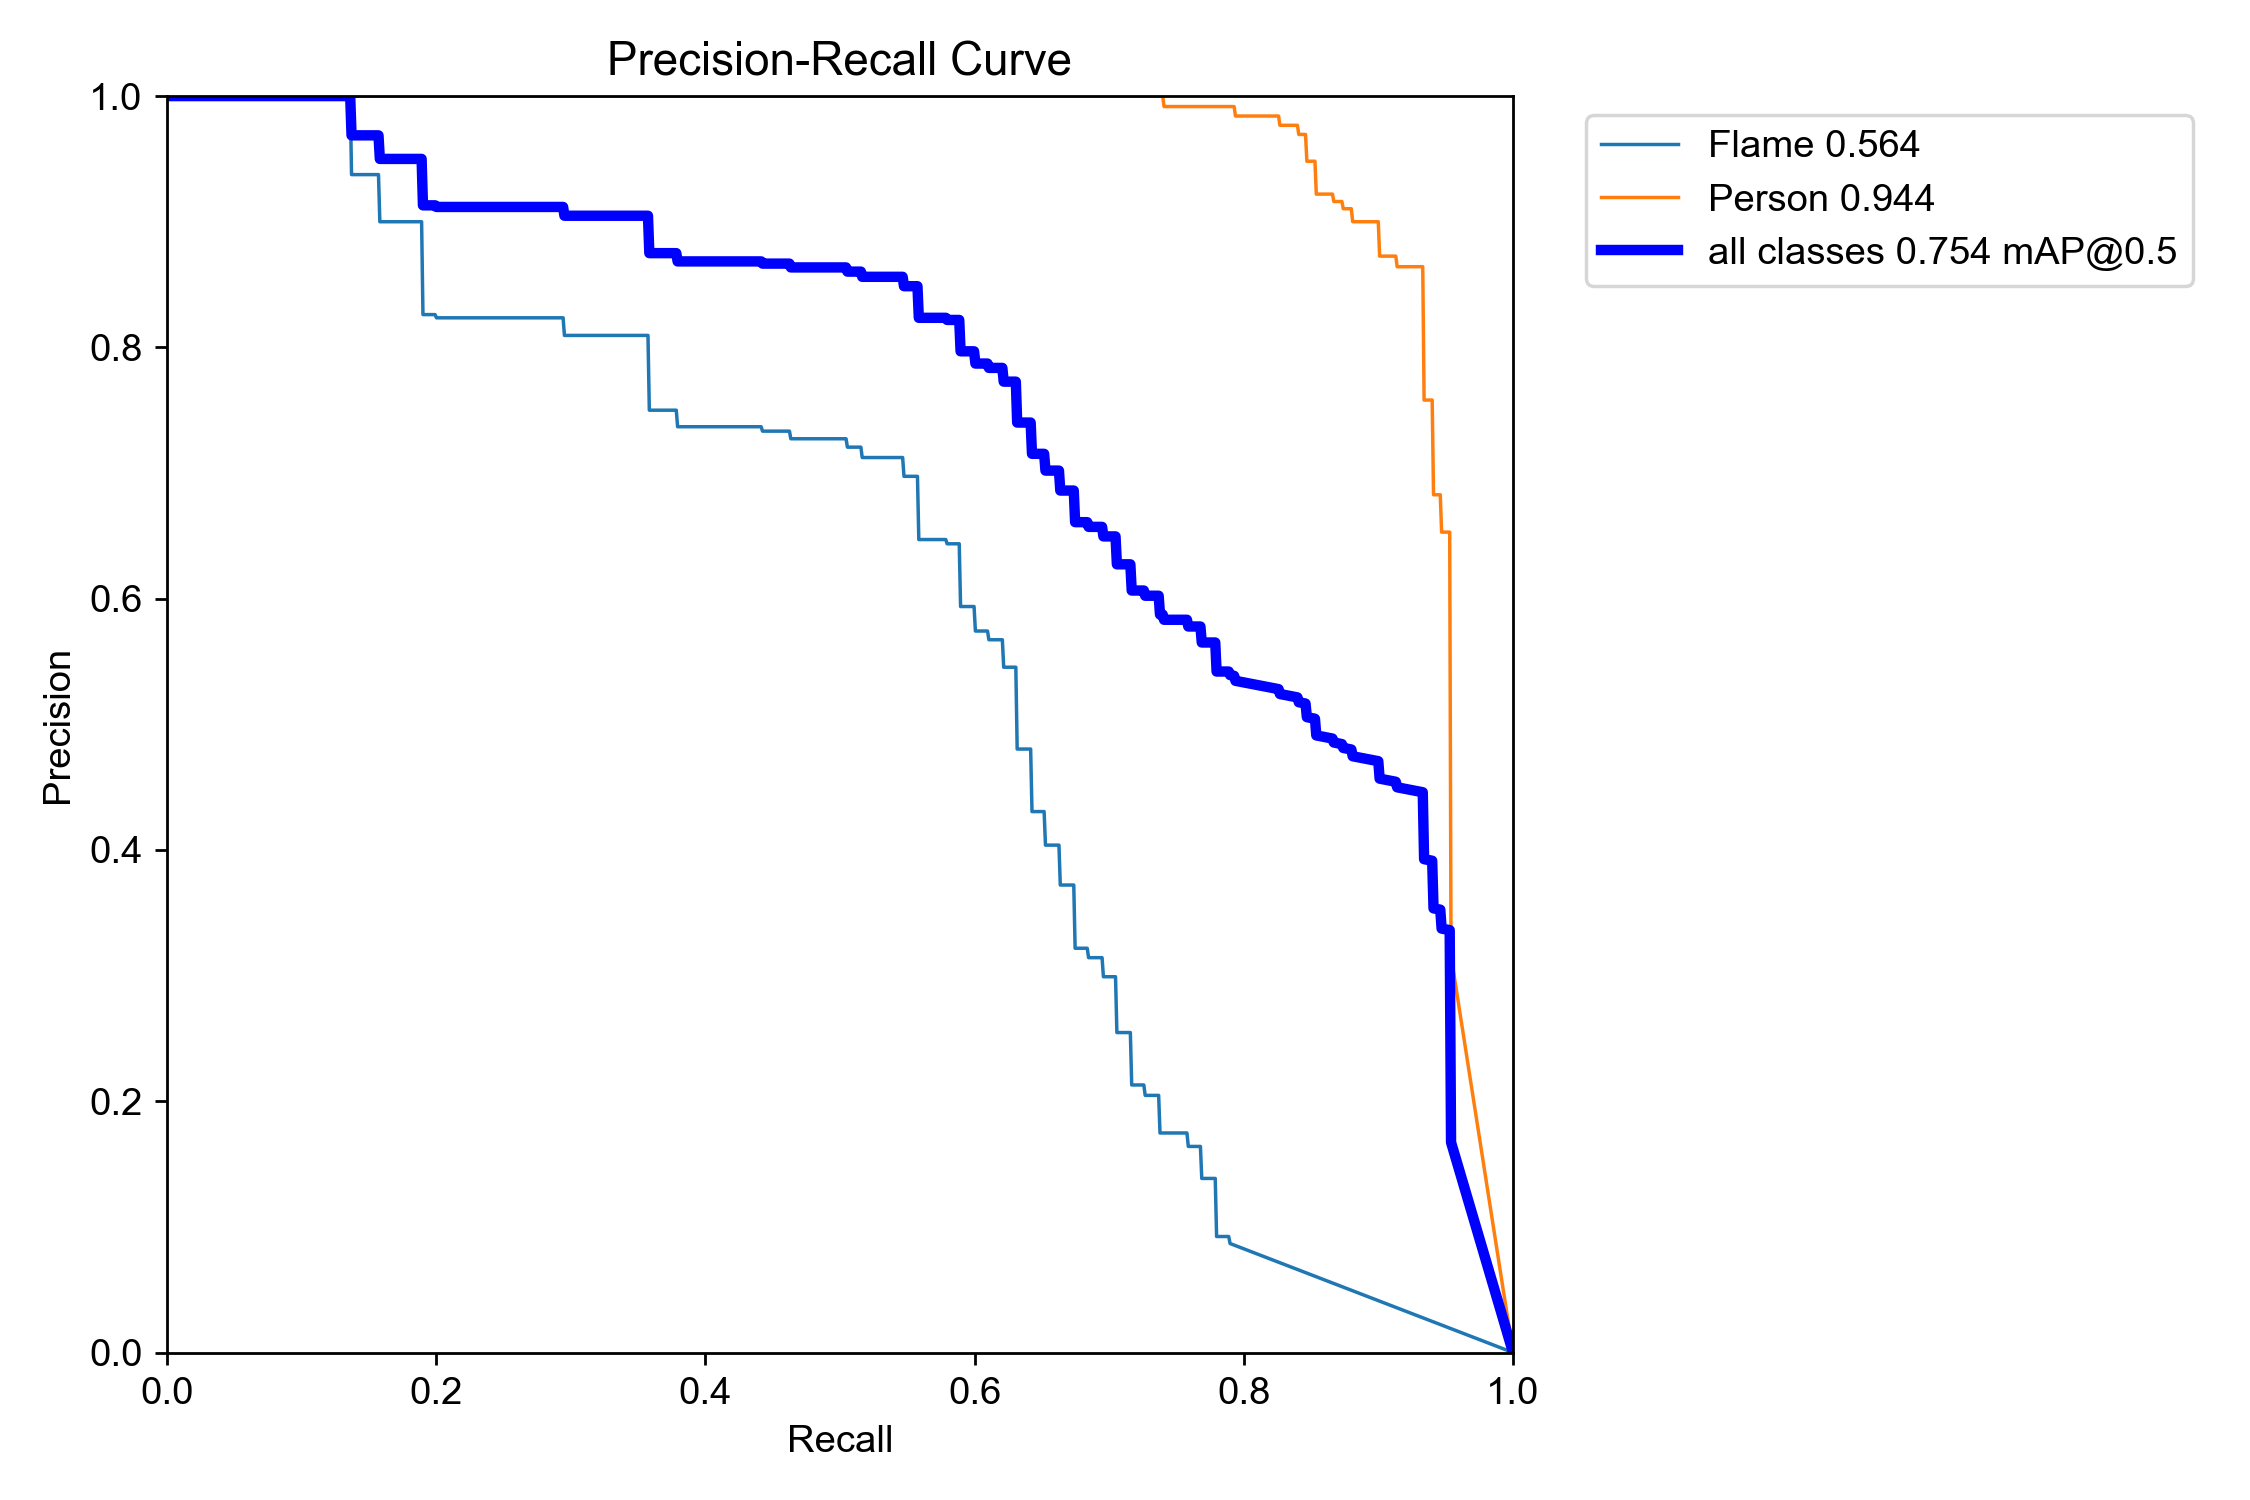 Precision-Recall Curve
1.0
0.8
0.6
0.4
0.2
0.0
Precision
0.0 0.2 0.4 0.6 0.8 1.0
Recall
Flame 0.564
Person 0.944
all classes 0.754 mAP@0.5